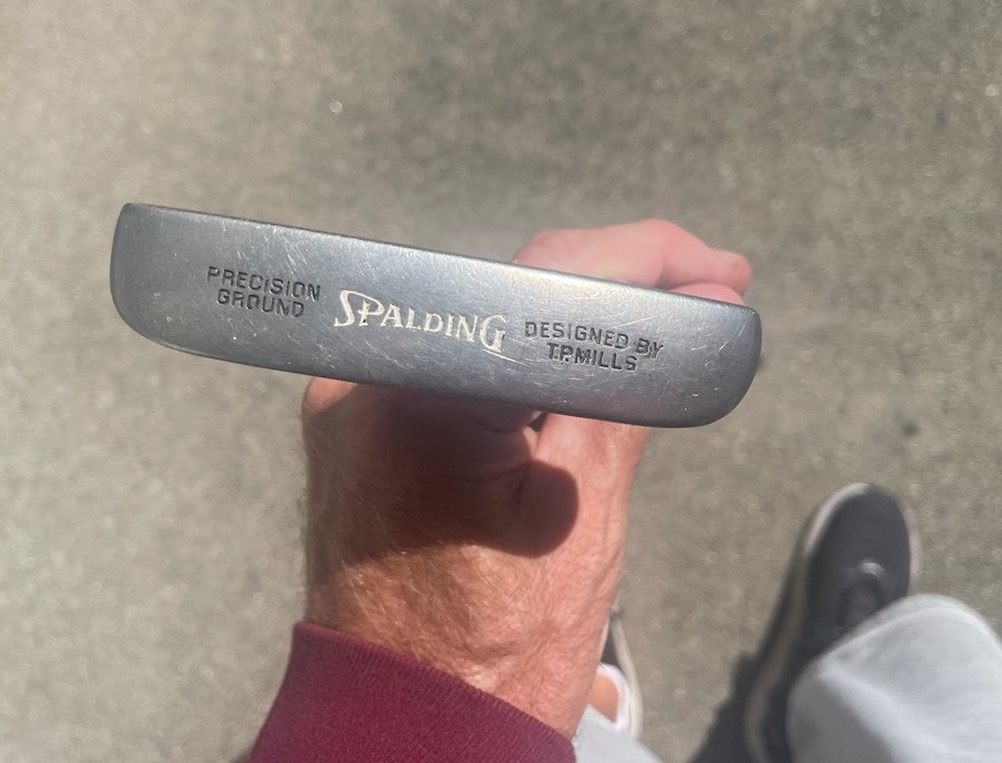 PRECISION
GROUND
SPALDING
DESIGNED BY
T.P. MILLS